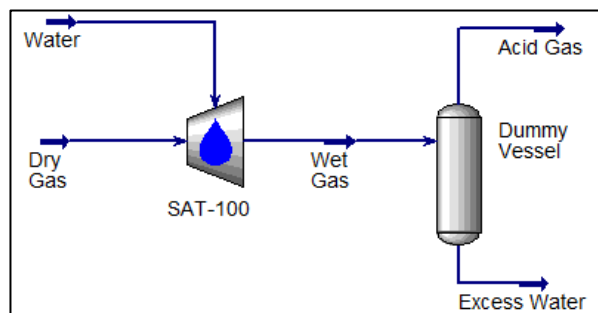 Water
Acid Gas
Dry
Gas
SAT-100
Wet
Gas
Dummy
Vessel
Excess Water